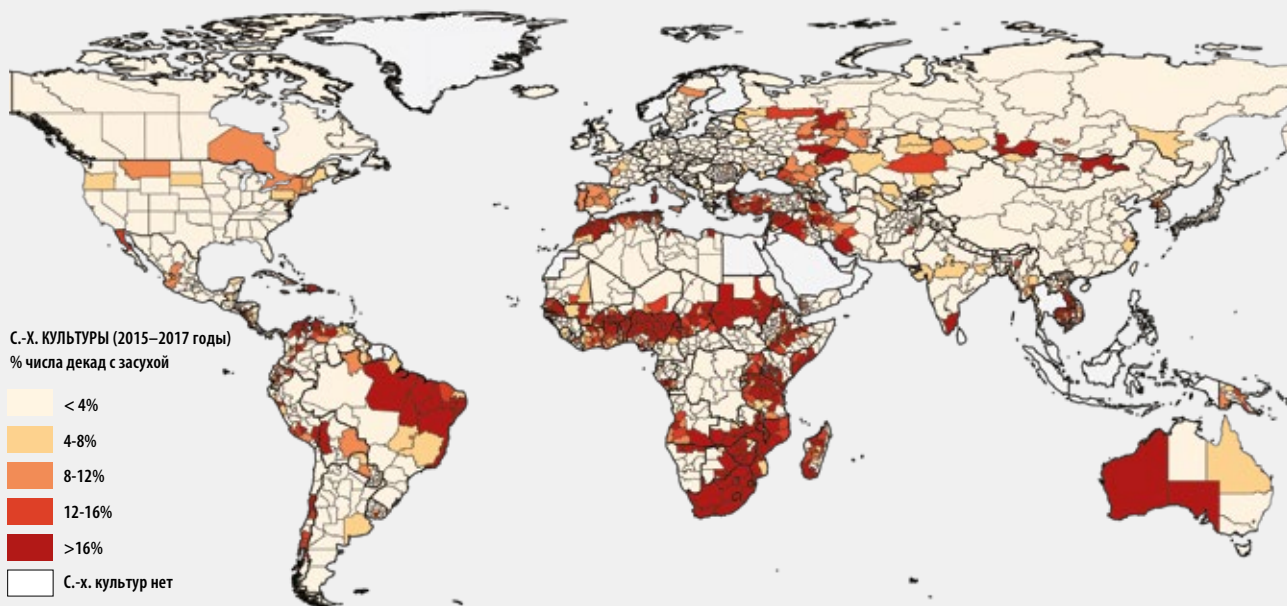 С.-Х. КУЛЬТУРЫ (2015–2017 годы)
% числа декад с засухой
< 4%
4-8%
8-12%
12-16%
>16%
С.-х. культур нет